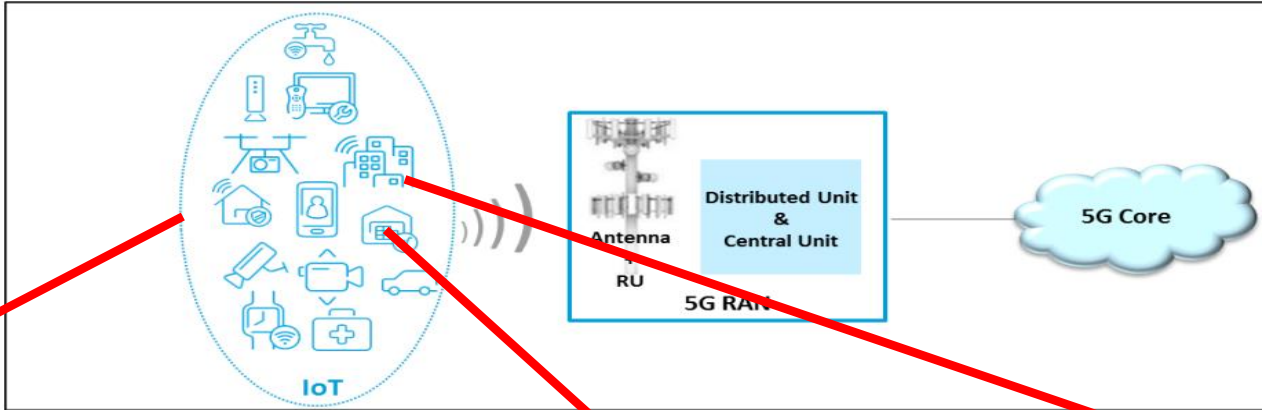 IoT
Antenna
+
RU
Distributed Unit
&
Central Unit
5G RAN
5G Core